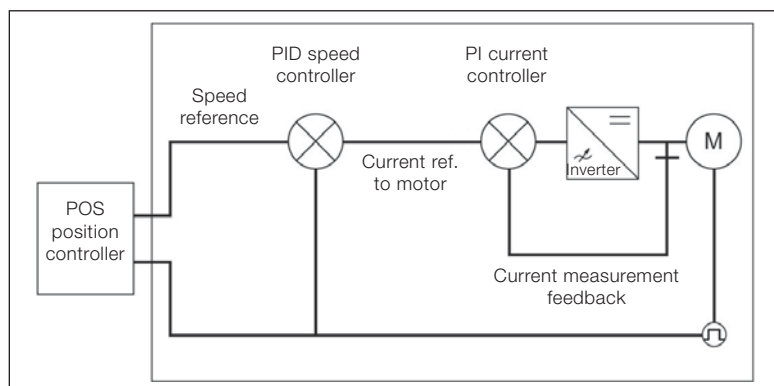 PID speed
controller
PI current
controller
Speed
reference
M
Inverter
Current ref.
to motor
POS
position
controller
Current measurement
feedback